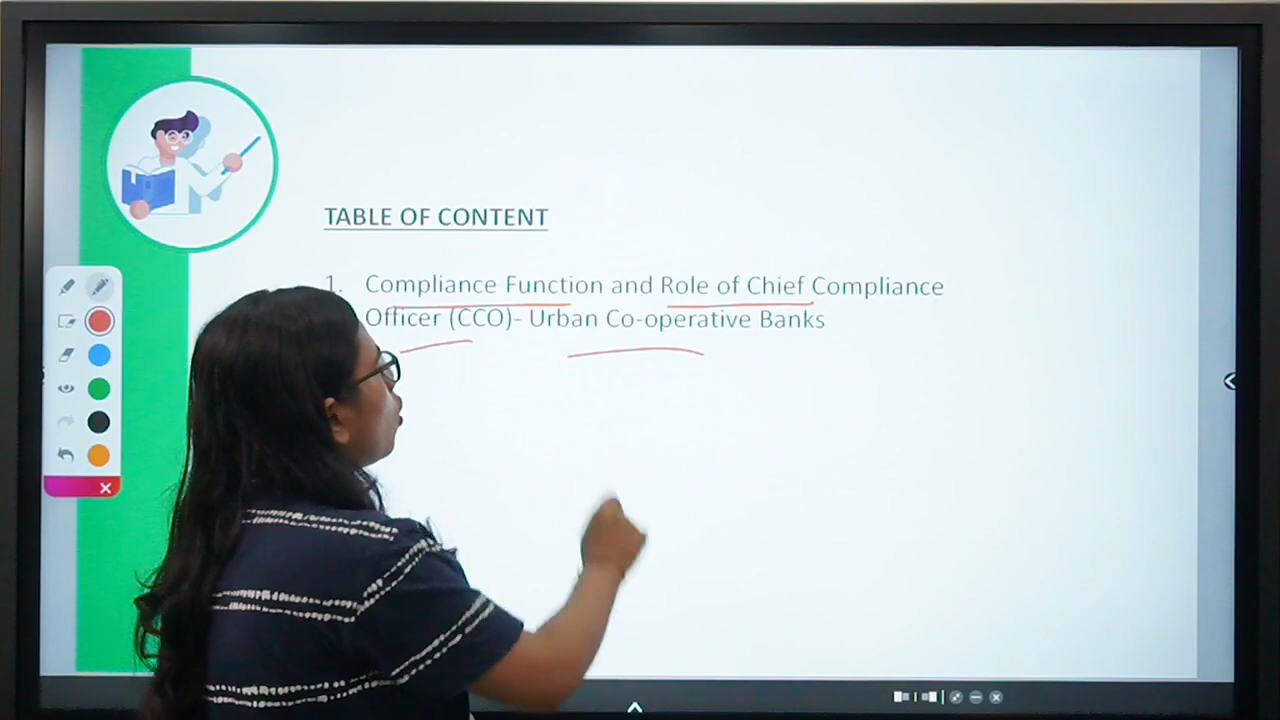 TABLE OF CONTENT
1. Compliance Function and Role of Chief Compliance
Officer (CCO)- Urban Co-operative Banks